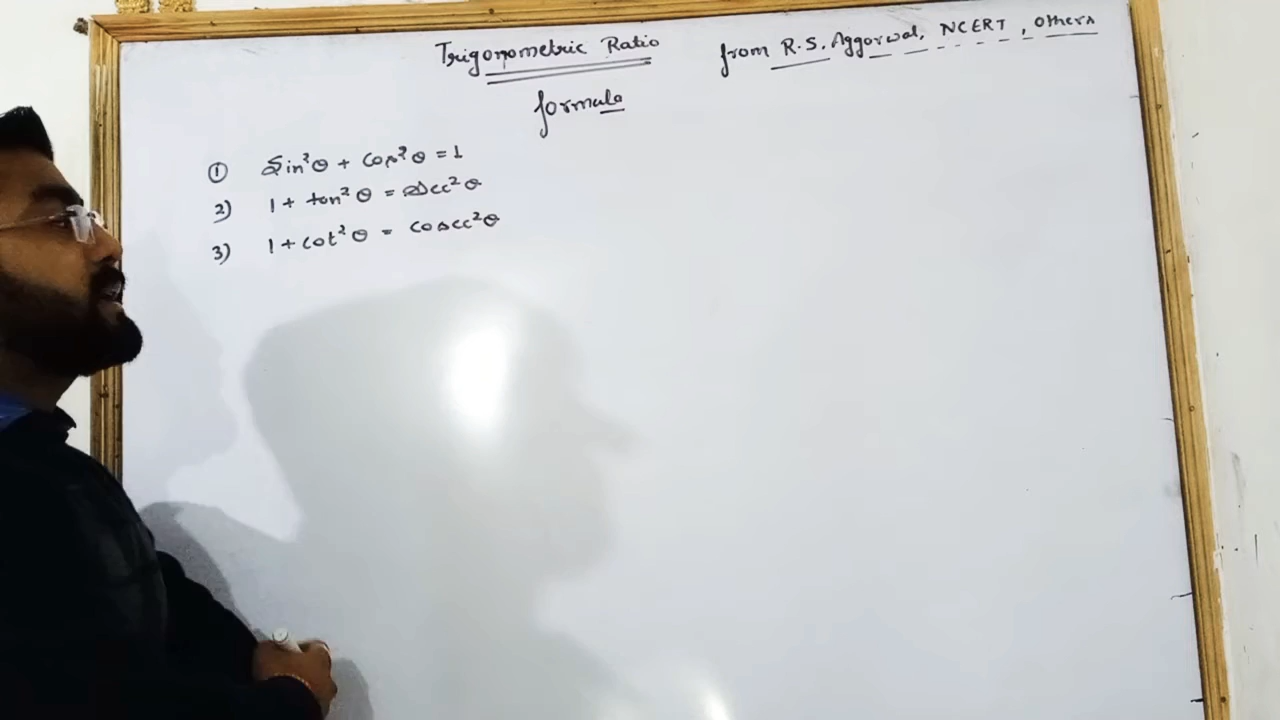 Trigonometric Ratio from R.S. Aggarwal, NCERT, Others
formula
① Sin²θ + Cos²θ = 1
2) 1 + tan²θ = Sec²θ
3) 1 + cot²θ = cosec²θ